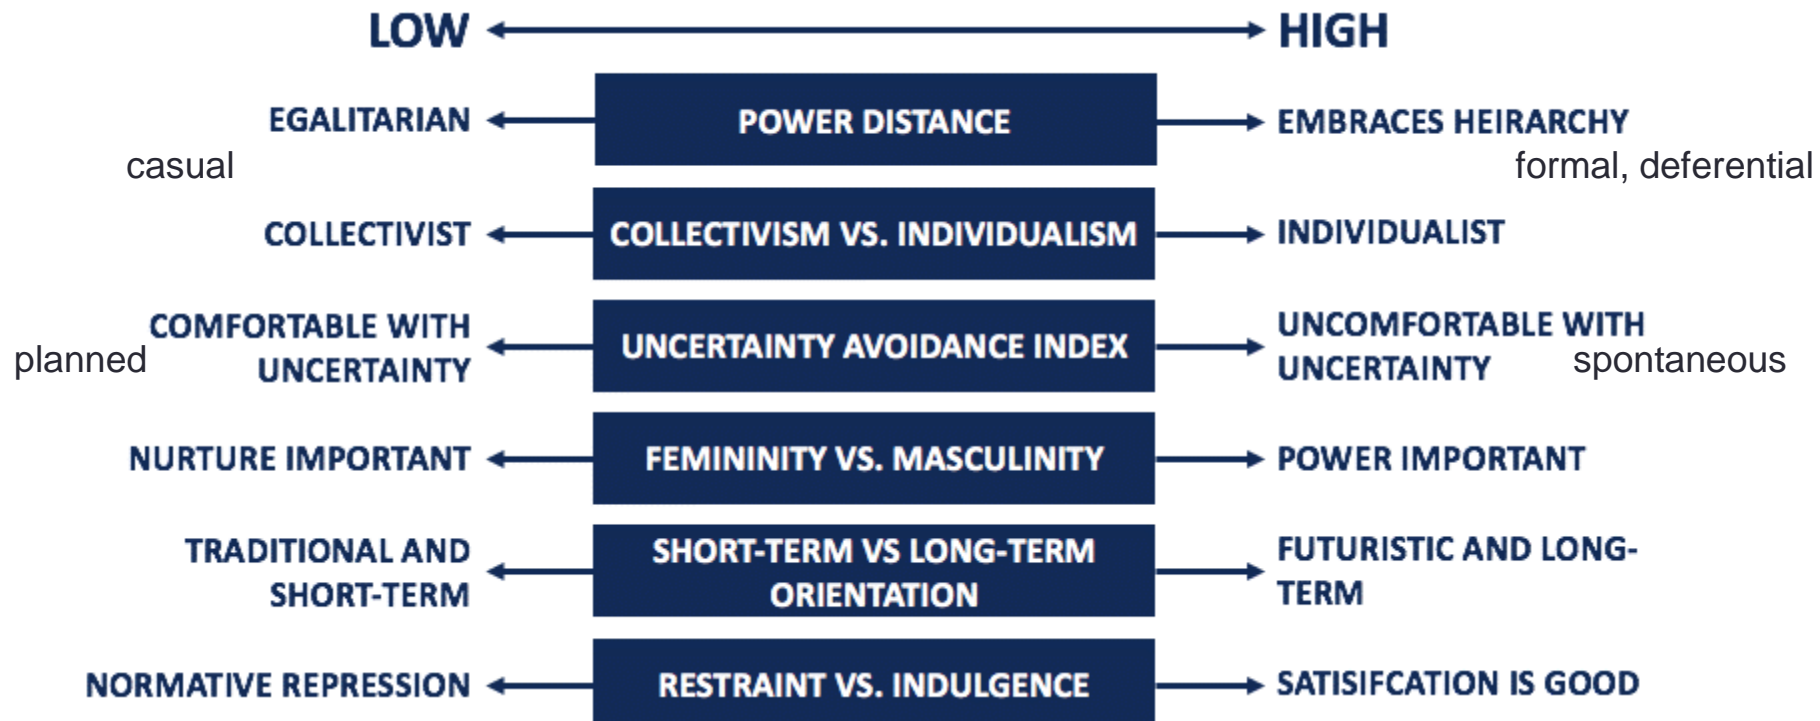 LOW HIGH
EGALITARIAN POWER DISTANCE EMBRACES HEIRARCHY
casual formal, deferential
COLLECTIVIST COLLECTIVISM VS. INDIVIDUALISM INDIVIDUALIST
COMFORTABLE WITH
UNCERTAINTY
planned
UNCERTAINTY AVOIDANCE INDEX
UNCOMFORTABLE WITH
UNCERTAINTY
spontaneous
NURTURE IMPORTANT FEMININITY VS. MASCULINITY POWER IMPORTANT
TRADITIONAL AND
SHORT-TERM
SHORT-TERM VS LONG-TERM
ORIENTATION
FUTURISTIC AND LONG-
TERM
NORMATIVE REPRESSION RESTRAINT VS. INDULGENCE SATISIFCATION IS GOOD